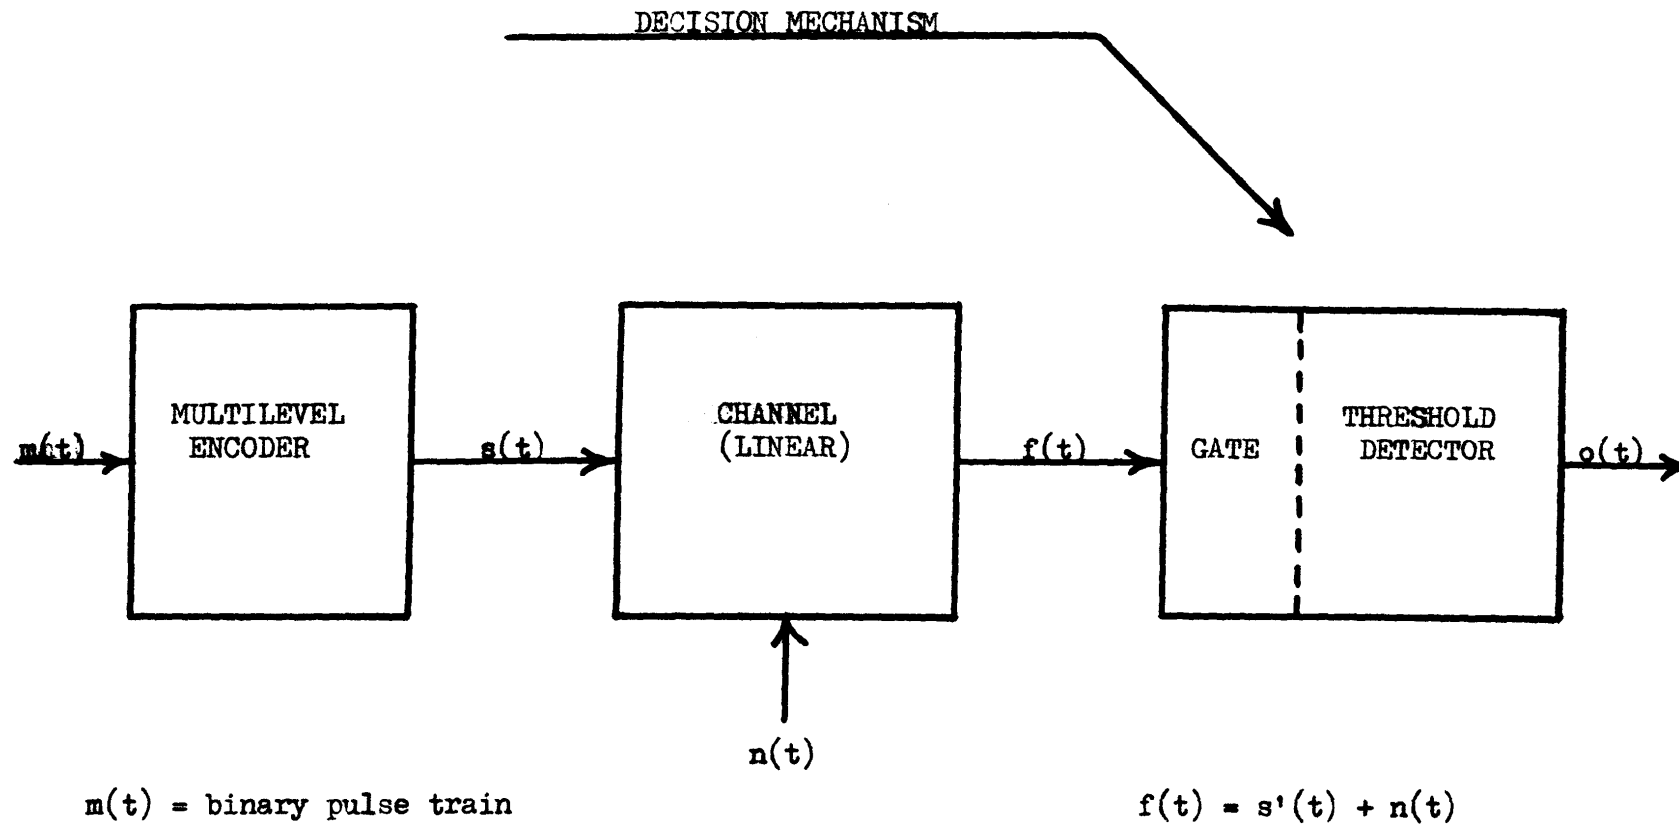 DECISION MECHANISM
MULTILEVEL
ENCODER
CHANNEL
(LINEAR)
THRESHOLD
DETECTOR
GATE
m(t)
s(t)
f(t)
o(t)
n(t)
m(t) = binary pulse train
f(t) = s'(t) + n(t)